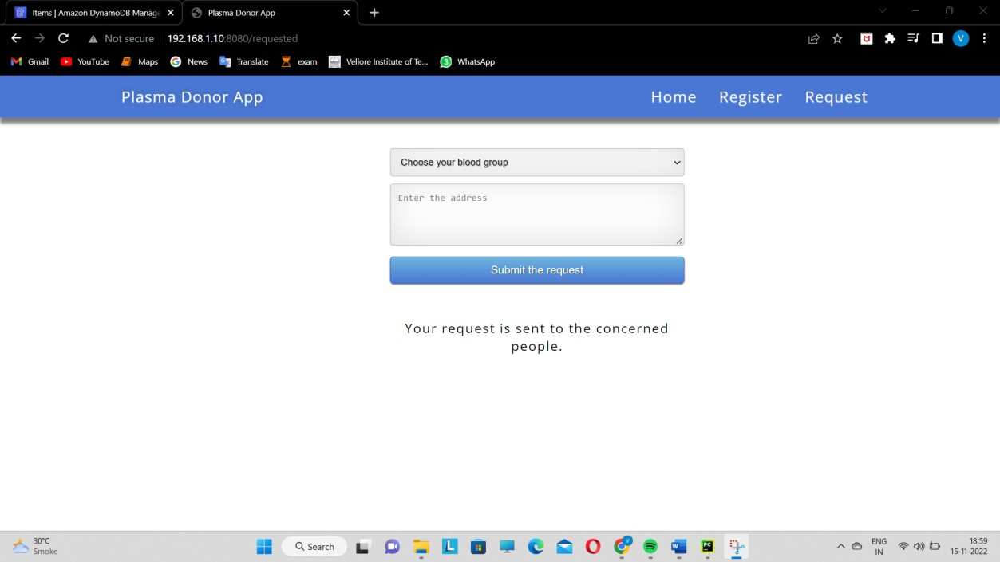 Items | Amazon DynamoDB Manage
Plasma Donor App
Not secure
192.168.1.10:8080/requested
V
Gmail
YouTube
Maps
News
Translate
exam
Vellore Institute of Te...
3
WhatsApp
Plasma Donor App
Home
Register
Request
Choose your blood group
Enter the address
Submit the request
Your request is sent to the concerned
people.
30°C
Smoke
Search
L
V
W
PC
ENG
IN
18:59
15-11-2022